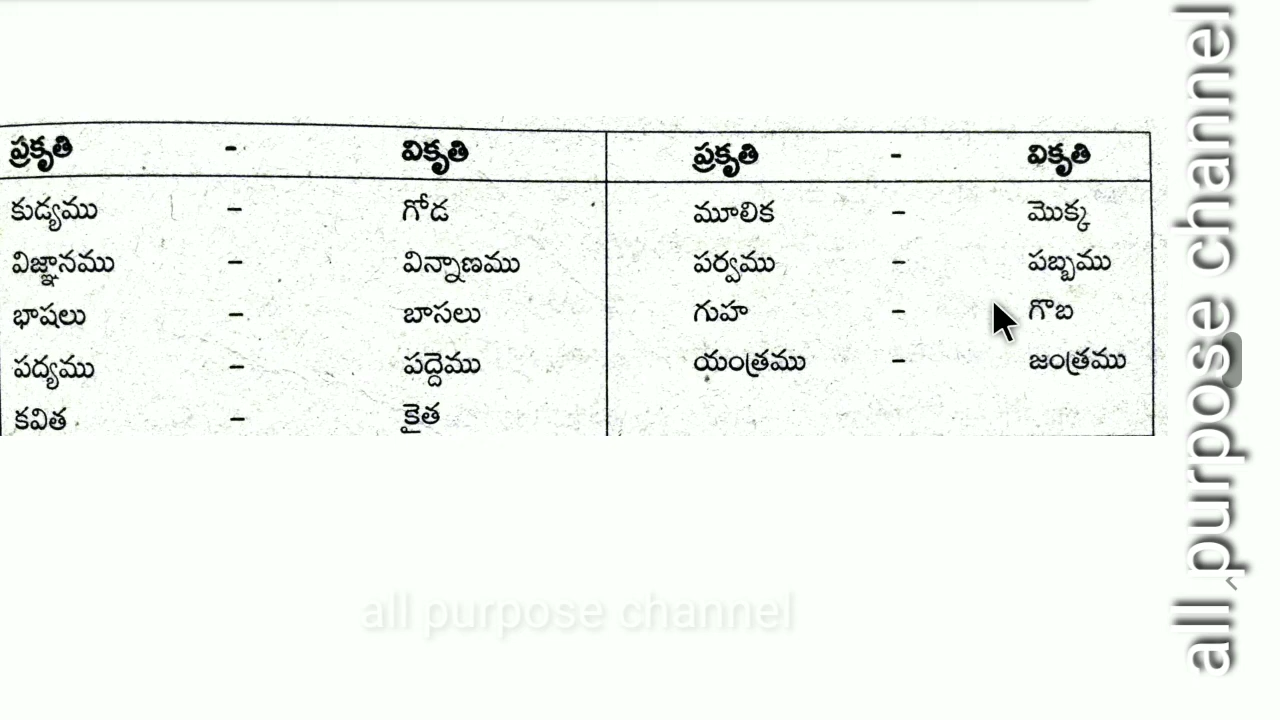 ప్రకృతి - వికృతి ప్రకృతి - వికృతి
కుడ్యము - గోడ మూలిక - మొక్క
విజ్ఞానము - విన్నాణము పర్వము - పబ్బము
భాషలు - బాసలు గుహ - గొబ
పద్యము - పద్దెము యంత్రము - జంత్రము
కవిత - కైత
all purpose channel
all purpose channel